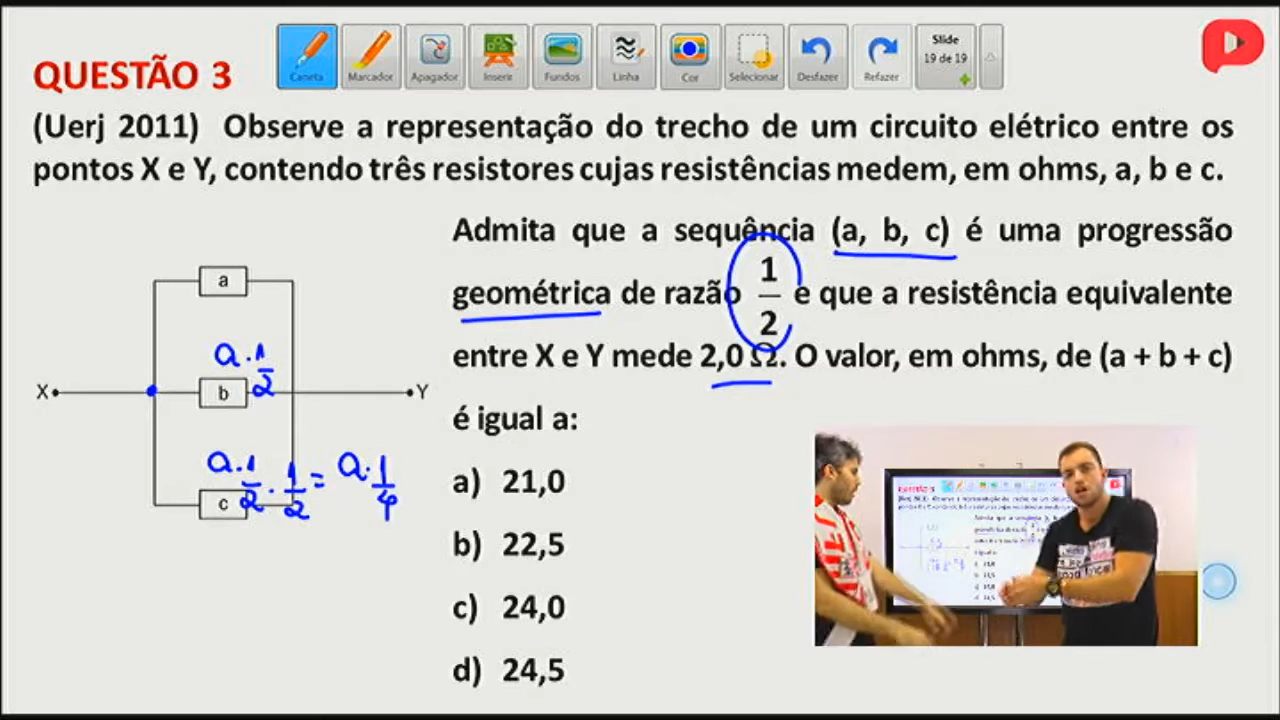 QUESTÃO 3
Caneta
Marcador
Apagador
Inserir
Fundos
Linha
Cor
Selecionar
Desfazer
Refazer
Slide
19 de 19
(Uerj 2011) Observe a representação do trecho de um circuito elétrico entre os
pontos X e Y, contendo três resistores cujas resistências medem, em ohms, a, b e c.
Admita que a sequência (a, b, c) é uma progressão
geométrica de razão 1/2 e que a resistência equivalente
entre X e Y mede 2,0 Ω. O valor, em ohms, de (a + b + c)
é igual a:
a) 21,0
b) 22,5
c) 24,0
d) 24,5
a
a·1/2
X
b
Y
a·1/2·1/2=a·1/4
c
QUESTÃO 3